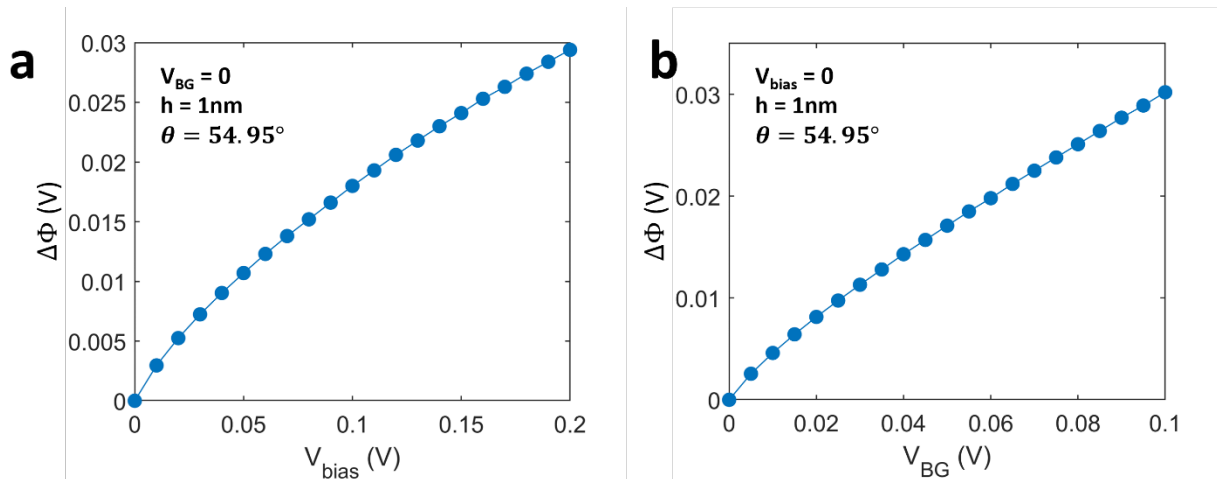 a
V_BG = 0
h = 1nm
θ = 54.95°
ΔΦ (V)
0.03
0.025
0.02
0.015
0.01
0.005
0
0 0.05 0.1 0.15 0.2
V_bias (V)
b
V_bias = 0
h = 1nm
θ = 54.95°
ΔΦ (V)
0.03
0.02
0.01
0
0 0.02 0.04 0.06 0.08 0.1
V_BG (V)